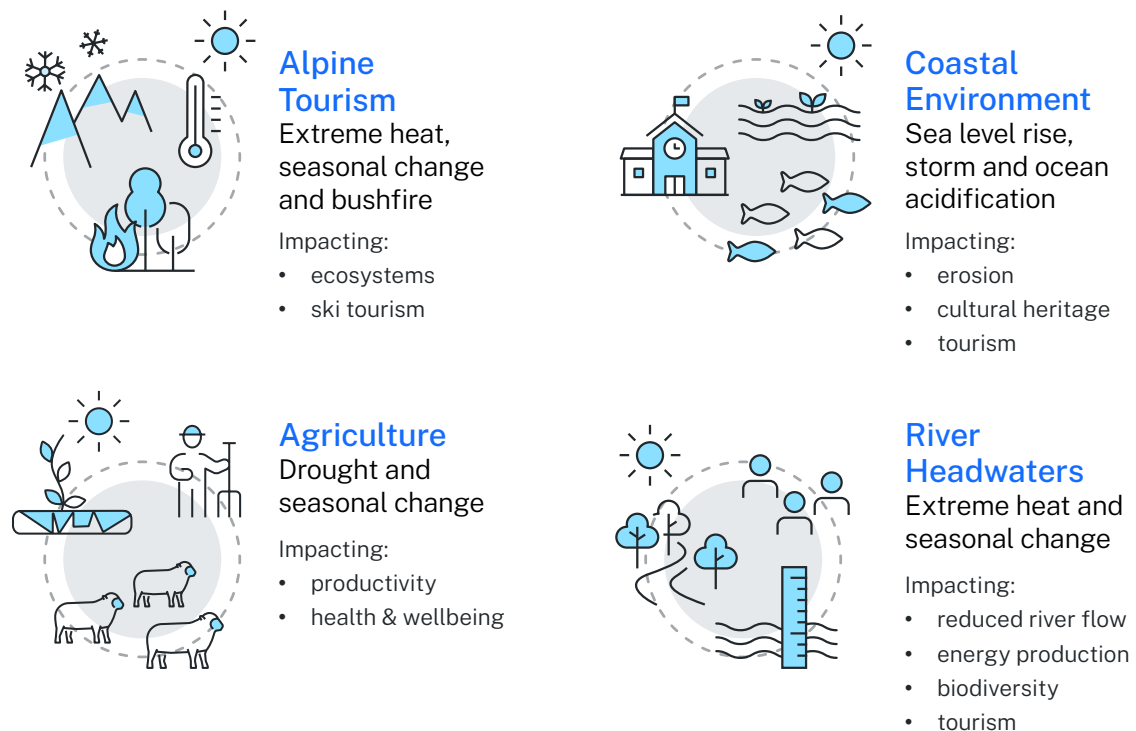 Alpine
Tourism
Extreme heat,
seasonal change
and bushfire
Impacting:
• ecosystems
• ski tourism
Coastal
Environment
Sea level rise,
storm and ocean
acidification
Impacting:
• erosion
• cultural heritage
• tourism
Agriculture
Drought and
seasonal change
Impacting:
• productivity
• health & wellbeing
River
Headwaters
Extreme heat and
seasonal change
Impacting:
• reduced river flow
• energy production
• biodiversity
• tourism